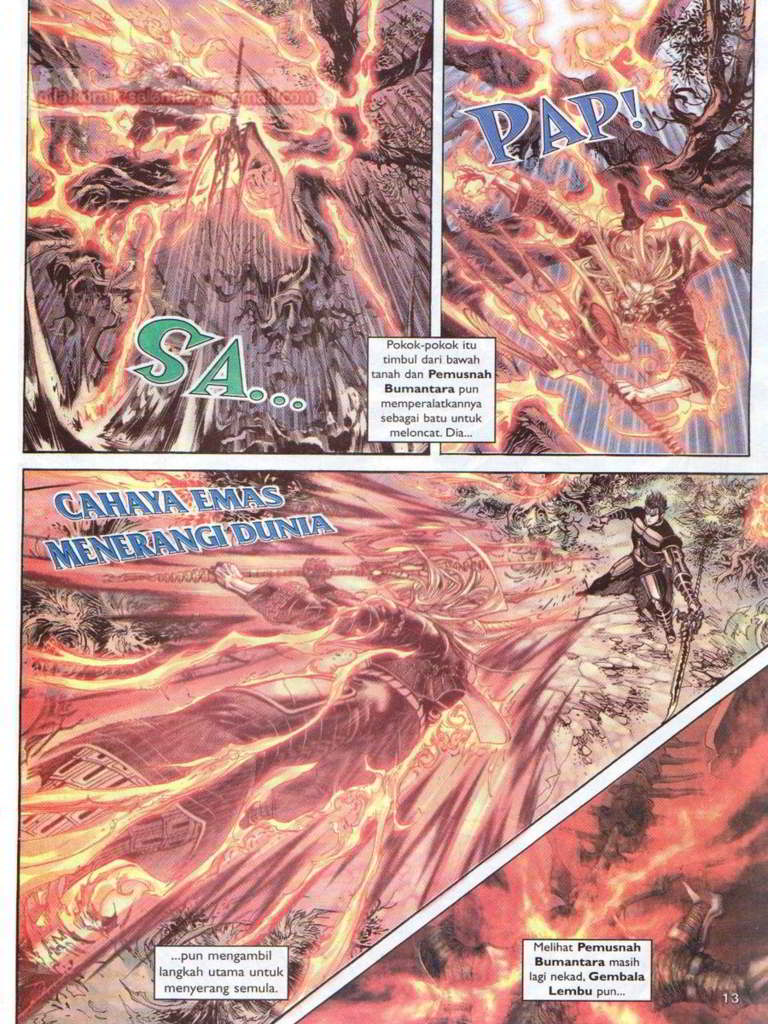 PAP!
SA...
Pokok-pokok itu
timbul dari bawah
tanah dan Pemusnah
Bumantara pun
memperalatkannya
sebagai batu untuk
meloncat. Dia...
CAHAYA EMAS
MENERANGI DUNIA
...pun mengambil
langkah utama untuk
menyerang semula.
Melihat Pemusnah
Bumantara masih
lagi nekad, Gembala
Lembu pun...
13